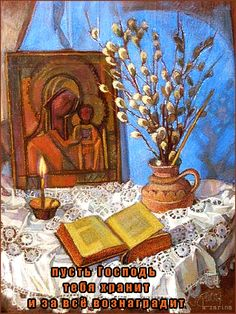 пусть Господь
тебя хранит
и за всё вознаградит